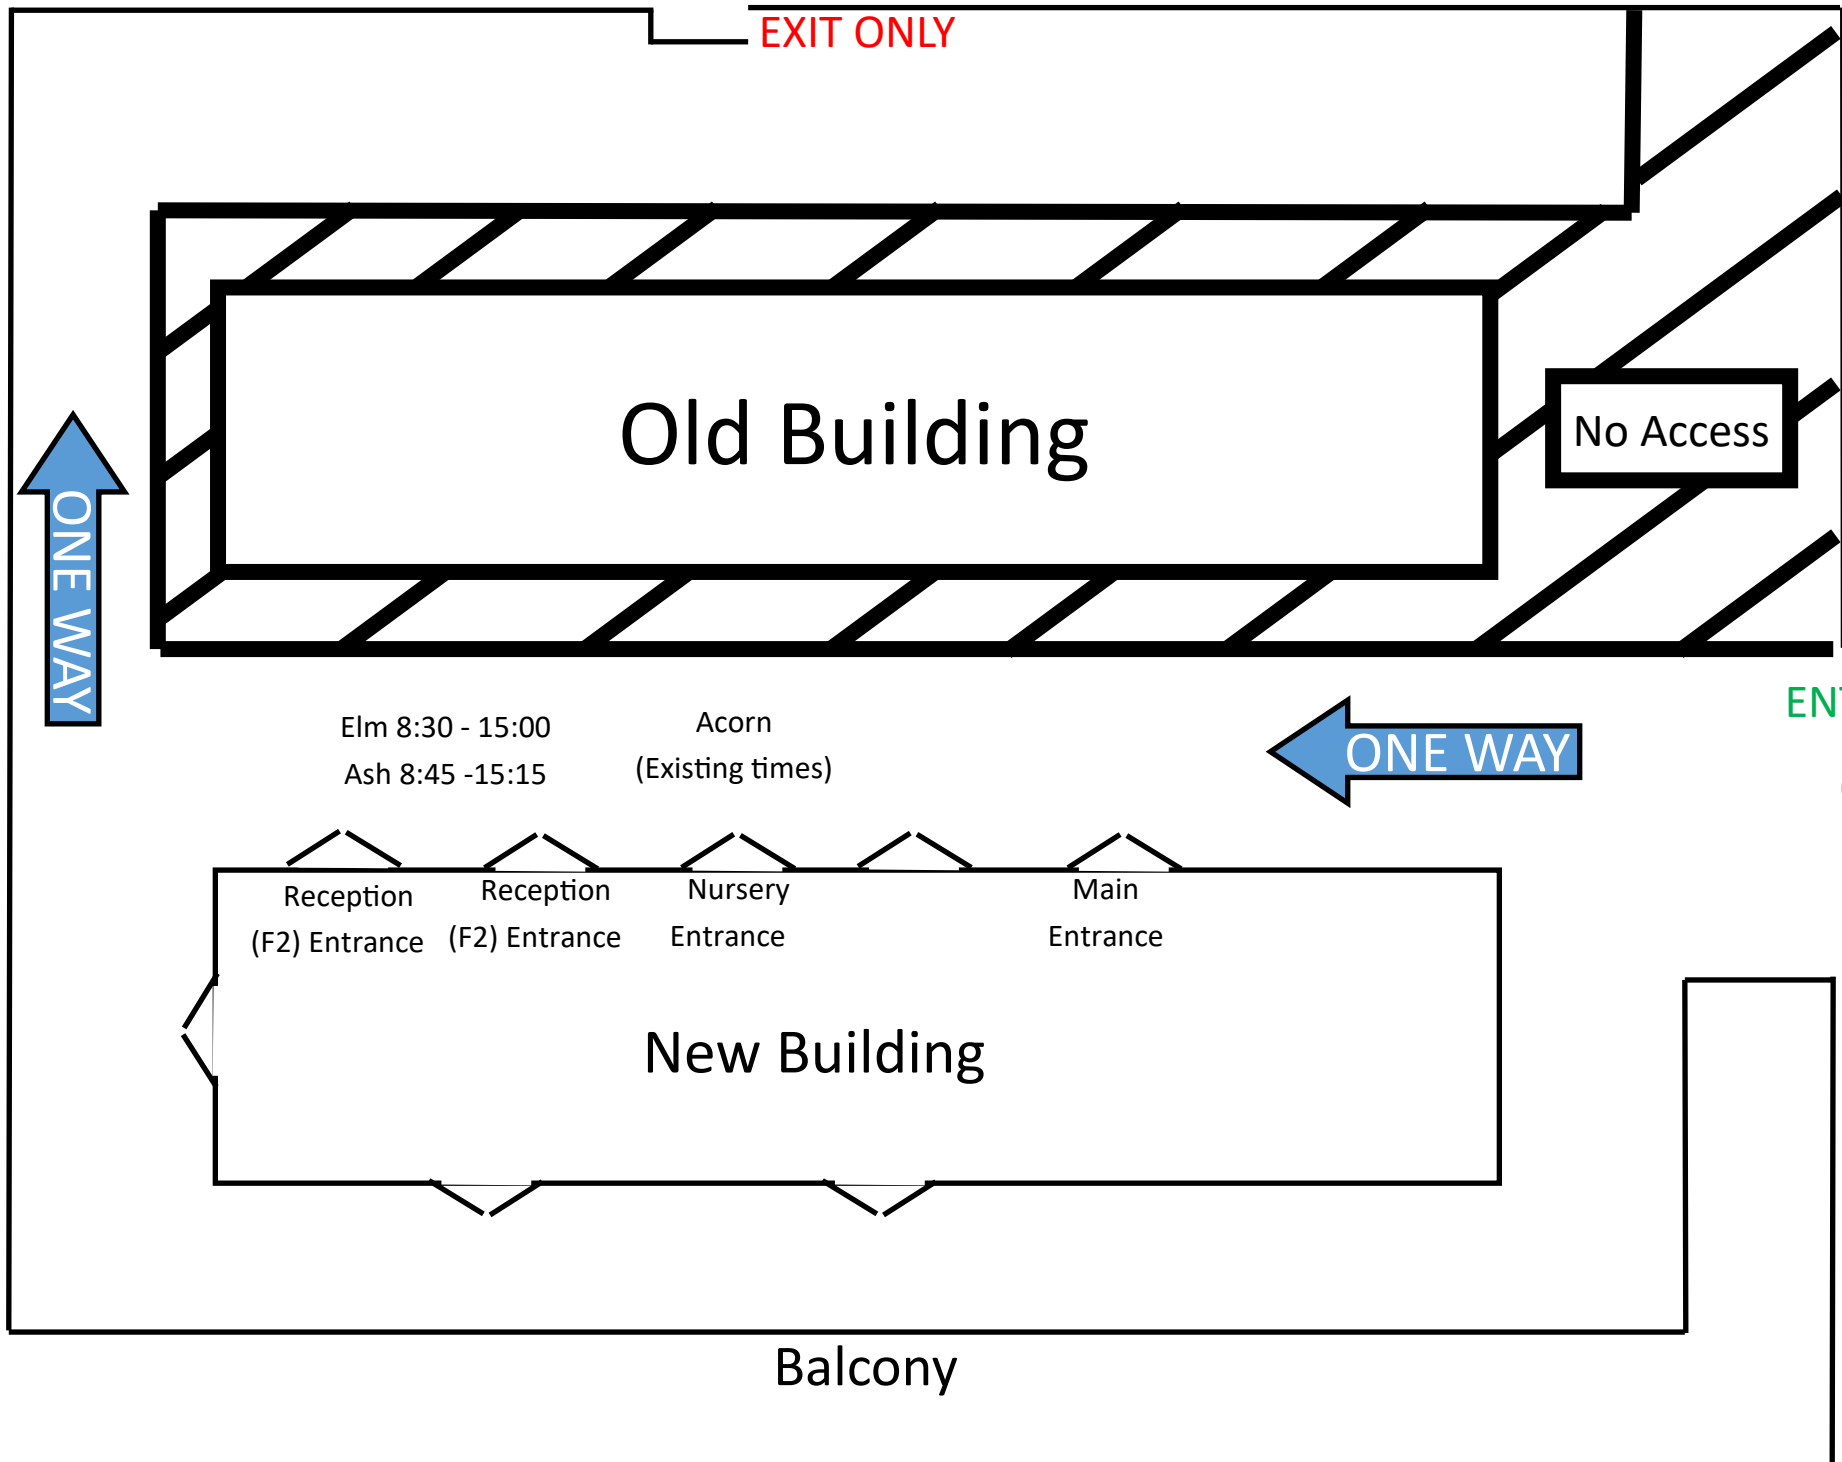 EXIT ONLY
Old Building
No Access
ONE WAY
Elm 8:30 - 15:00
Ash 8:45 -15:15
Acorn
(Existing times)
ONE WAY
Reception
(F2) Entrance
Reception
(F2) Entrance
Nursery
Entrance
Main
Entrance
New Building
Balcony